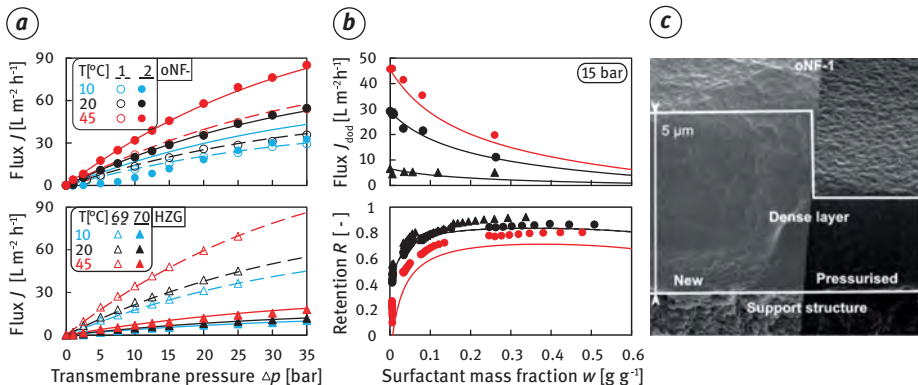 a
b
c
90
60
30
0
Flux J [L m⁻² h⁻¹]
T[°C] 1 2 oNF-
10
20
45
90
60
30
0
Flux J [L m⁻² h⁻¹]
T[°C] 69 70 HZG
10
20
45
0 5 10 15 20 25 30 35
Transmembrane pressure Δp [bar]
50
40
30
20
10
0
Flux J_dod [L m⁻²h⁻¹]
15 bar
1
0.8
0.6
0.4
0.2
0
Retention R [ - ]
0 0.1 0.2 0.3 0.4 0.5 0.6
Surfactant mass fraction w [g g⁻¹]
oNF-1
5 µm
Dense layer
New Pressurised
Support structure